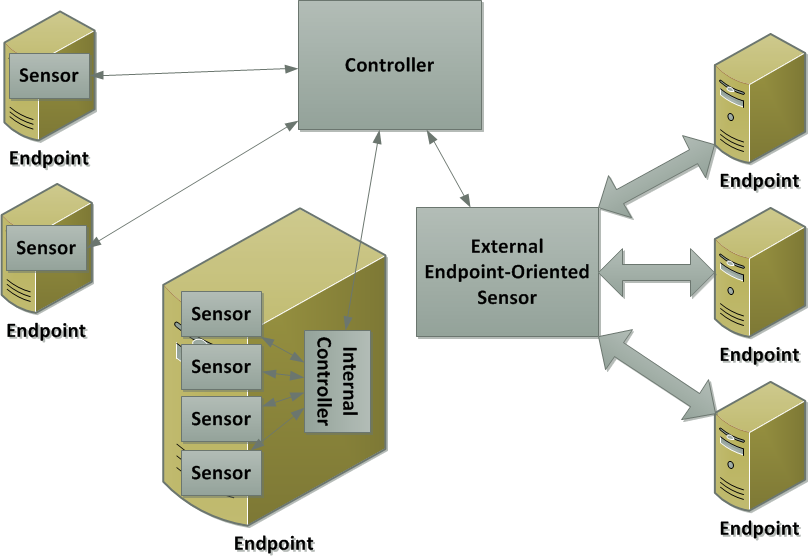 Sensor
Endpoint
Sensor
Endpoint
Controller
External
Endpoint-Oriented
Sensor
Endpoint
Endpoint
Endpoint
Sensor
Sensor
Sensor
Sensor
Internal
Controller
Endpoint